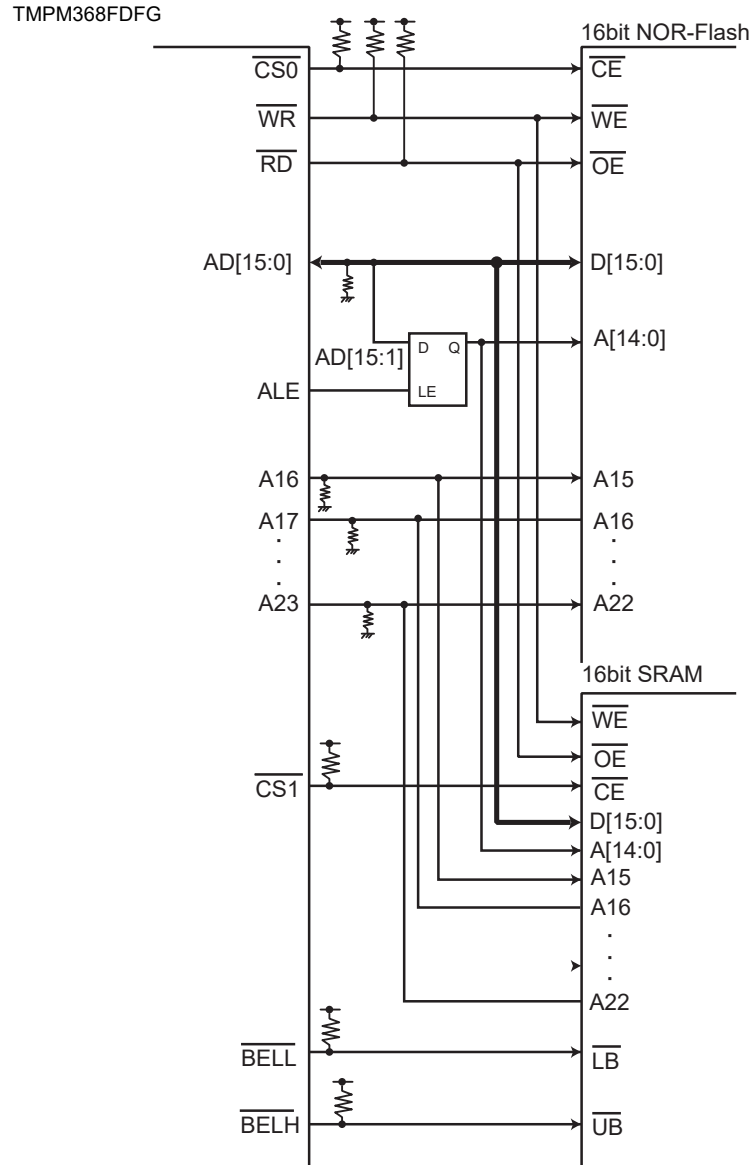 TMPM368FDFG
16bit NOR-Flash
CS0
CE
WR
WE
RD
OE
AD[15:0]
D[15:0]
D Q
AD[15:1]
A[14:0]
ALE
LE
A16
A15
A17
A16
A23
A22
16bit SRAM
WE
OE
CS1
CE
D[15:0]
A[14:0]
A15
A16
A22
BELL
LB
BELH
UB